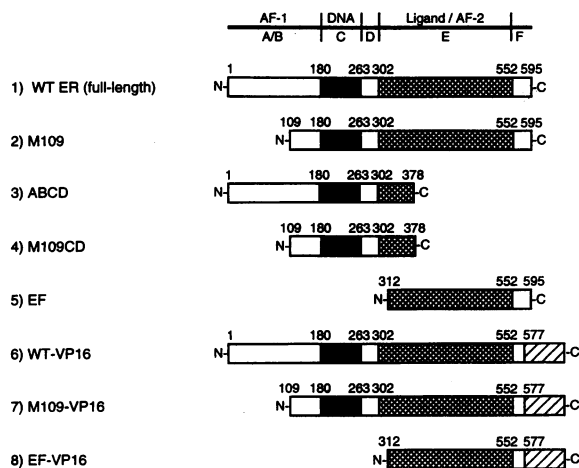 AF-1 DNA Ligand / AF-2
A/B C D E F
1 180 263 302 552 595
1) WT ER (full-length) N- -C
109 180 263 302 552 595
2) M109 N- -C
1 180 263 302 378
3) ABCD N- -C
109 180 263 302 378
4) M109CD N- -C
312 552 595
5) EF N- -C
1 180 263 302 552 577
6) WT-VP16 N- -C
109 180 263 302 552 577
7) M109-VP16 N- -C
312 552 577
8) EF-VP16 N- -C